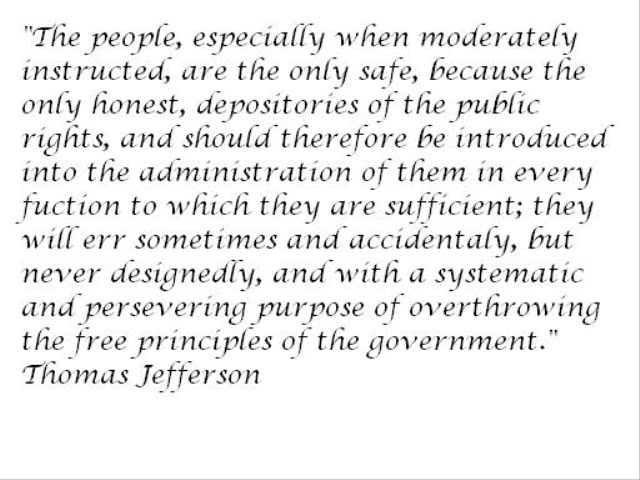 "The people, especially when moderately
instructed, are the only safe, because the
only honest, depositories of the public
rights, and should therefore be introduced
into the administration of them in every
fuction to which they are sufficient; they
will err sometimes and accidentaly, but
never designedly, and with a systematic
and persevering purpose of overthrowing
the free principles of the government."
Thomas Jefferson